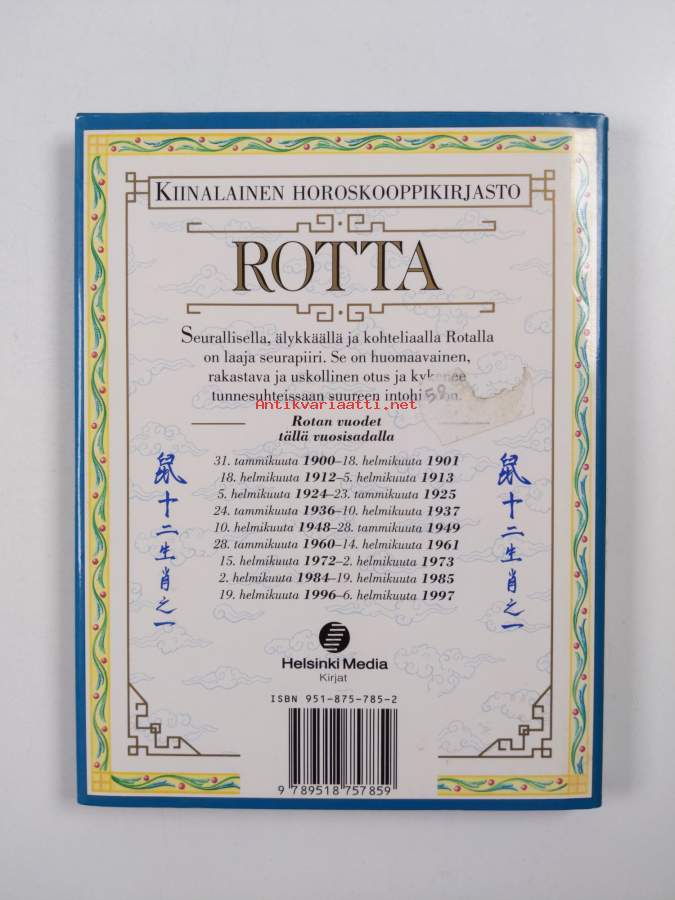 KIINALAINEN HOROSKOOPPIKIRJASTO
ROTTA
Seurallisella, älykkäällä ja kohteliaalla Rotalla
on laaja seurapiiri. Se on huomaavainen,
rakastava ja uskollinen otus ja
tunnesuhteissaan suureen
58
Antikvariaatti.net
Rotan vuodet
tällä vuosisadalla
31. tammikuuta 1900–18. helmikuuta 1901
18. helmikuuta 1912–5. helmikuuta 1913
5. helmikuuta 1924–23. tammikuuta 1925
24. tammikuuta 1936–10. helmikuuta 1937
10. helmikuuta 1948–28. tammikuuta 1949
28. tammikuuta 1960–14. helmikuuta 1961
15. helmikuuta 1972–2. helmikuuta 1973
2. helmikuuta 1984–19. helmikuuta 1985
19. helmikuuta 1996–6. helmikuuta 1997
鼠十二生肖之一
鼠十二生肖之一
Helsinki Media
Kirjat
ISBN 951-875-785-2
9 789518 757859